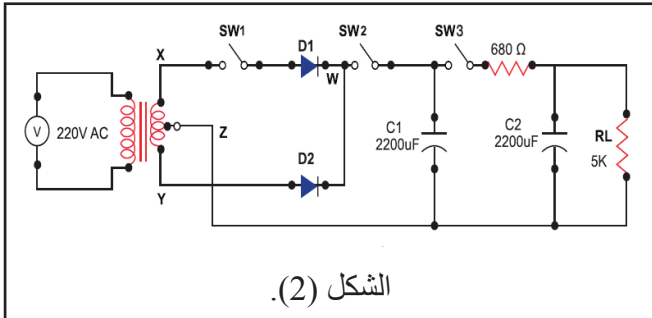 SW1 SW2 SW3 680 Ω
X D1
W
V 220V AC Z C1 2200uF C2 2200uF RL 5K
D2
Y
الشكل (2).